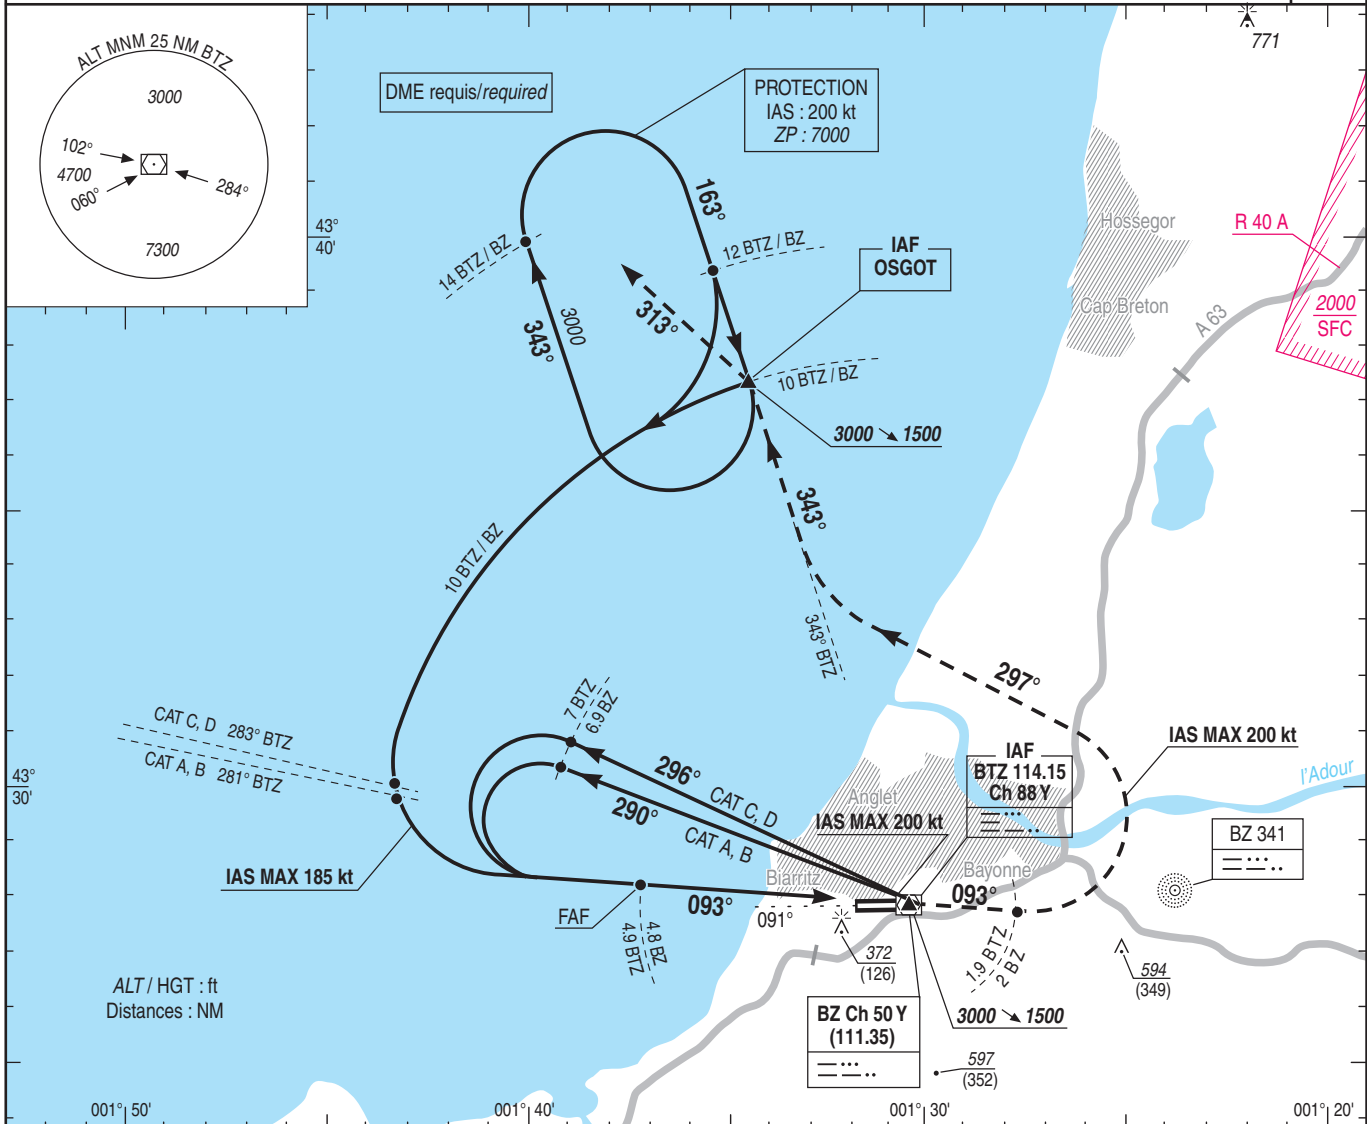 ALT MNM 25 NM BTZ
3000
102°
4700
060°
284°
7300
DME requis/required
PROTECTION
IAS : 200 kt
ZP : 7000
771
43°
40'
163°
14 BTZ / BZ
12 BTZ / BZ
IAF
OSGOT
Hossegor
R 40 A
Cap Breton
A 63
2000
SFC
313°
343°
3000
10 BTZ / BZ
3000 ↘ 1500
343°
10 BTZ / BZ
343° BTZ
297°
7 BTZ
6.9 BZ
CAT C, D 283° BTZ
CAT A, B 281° BTZ
IAS MAX 200 kt
IAF
BTZ 114.15
Ch 88 Y
l'Adour
43°
30'
296° CAT C, D
290° CAT A, B
Anglet
IAS MAX 200 kt
BZ 341
IAS MAX 185 kt
Biarritz
Bayonne
093°
093°
091°
FAF
4.8 BZ
4.9 BTZ
372
(126)
1.9 BTZ
2 BZ
594
(349)
ALT / HGT : ft
Distances : NM
BZ Ch 50 Y
(111.35)
3000 ↘ 1500
597
(352)
001° 50'
001° 40'
001° 30'
001° 20'